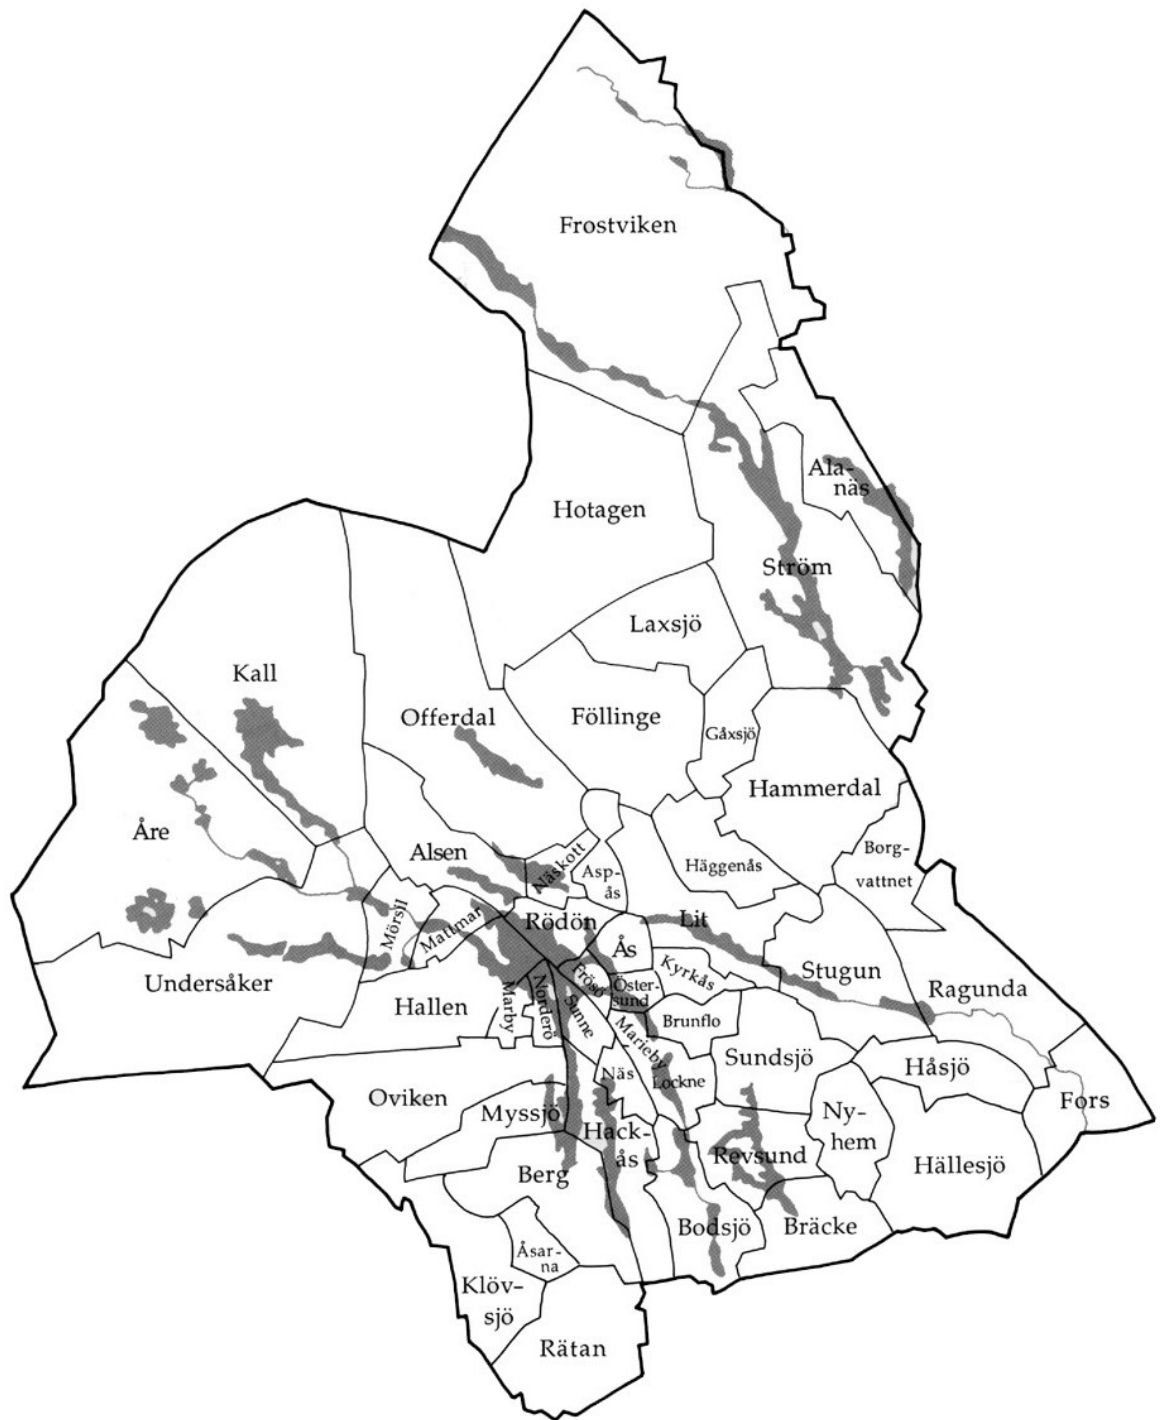 Frostviken
Ala-
näs
Hotagen
Ström
Laxsjö
Kall
Offerdal
Föllinge
Gåxsjö
Hammerdal
Åre
Alsen
Näskott
Asp-
ås
Häggenås
Borg-
vattnet
Mörsil
Mattmar
Rödön
Lit
Ås
Kyrkås
Stugun
Undersåker
Hallen
Marby
Norderö
Sunne
Frösö
Öster-
sund
Ragunda
Brunflo
Marieby
Sundsjö
Håsjö
Näs
Lockne
Oviken
Myssjö
Fors
Ny-
hem
Hack-
ås
Revsund
Hällesjö
Berg
Bodsjö
Bräcke
Åsar-
na
Klöv-
sjö
Rätan